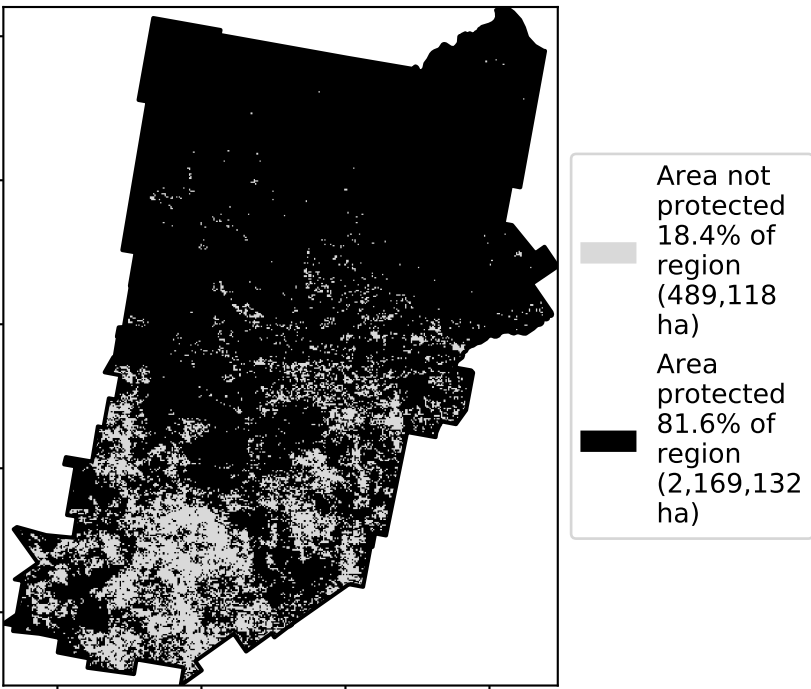 Area not
protected
18.4% of
region
(489,118
ha)
Area
protected
81.6% of
region
(2,169,132
ha)